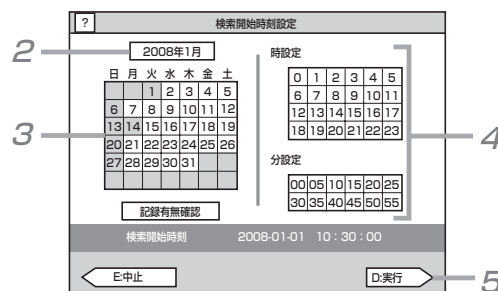 ?
検索開始時刻設定
2
2008年1月
日 月 火 水 木 金 土
1 2 3 4 5
6 7 8 9 10 11 12
13 14 15 16 17 18 19
20 21 22 23 24 25 26
27 28 29 30 31
3
記録有無確認
時設定
0 1 2 3 4 5
6 7 8 9 10 11
12 13 14 15 16 17
18 19 20 21 22 23
4
分設定
00 05 10 15 20 25
30 35 40 45 50 55
検索開始時刻 2008-01-01 10:30:00
E:中止 D:実行
5